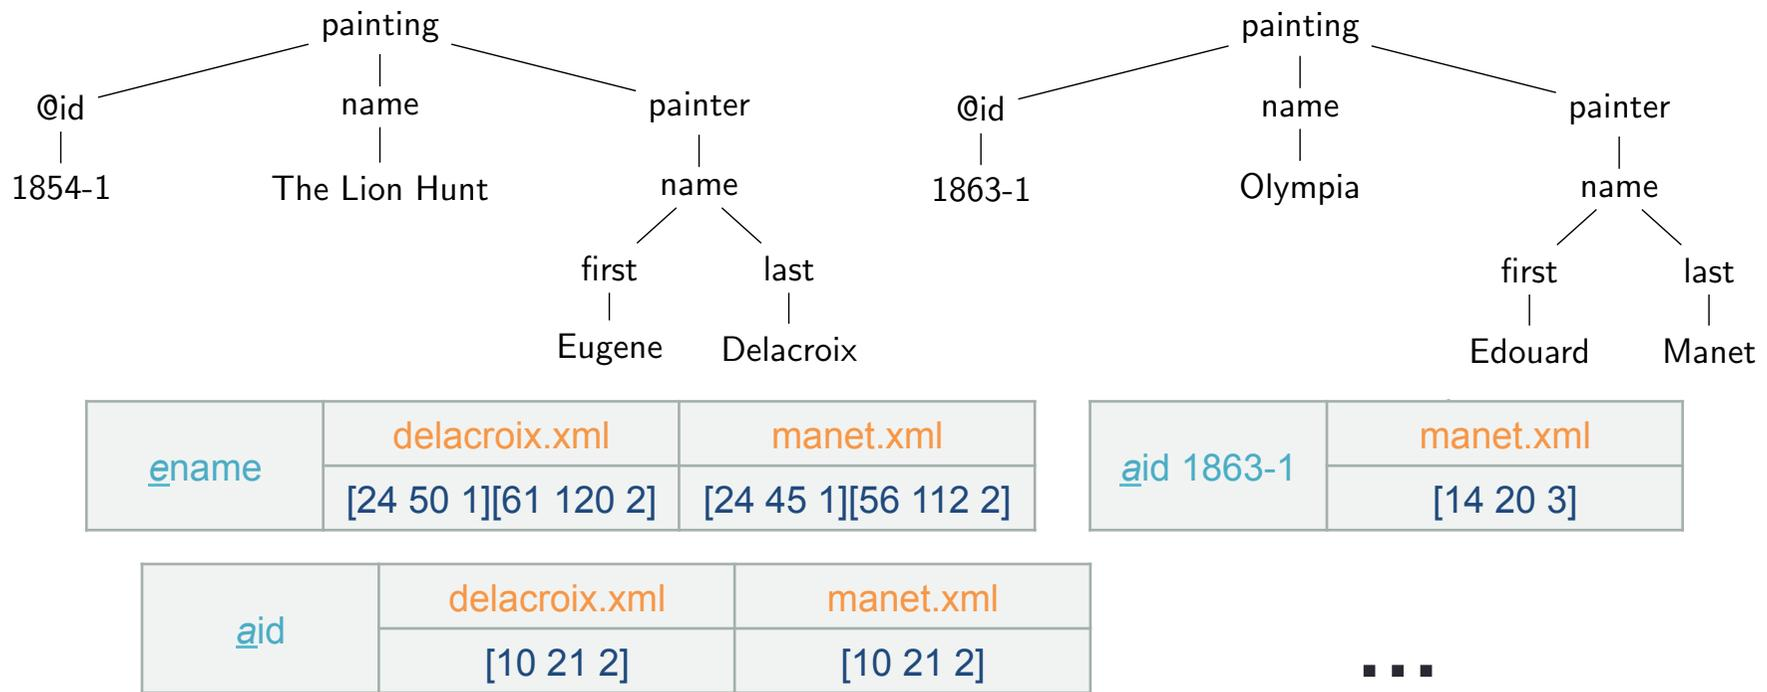 painting
@id name painter
1854-1 The Lion Hunt name
first last
Eugene Delacroix
painting
@id name painter
1863-1 Olympia name
first last
Edouard Manet
ename
delacroix.xml manet.xml
[24 50 1][61 120 2] [24 45 1][56 112 2]
aid 1863-1
manet.xml
[14 20 3]
aid
delacroix.xml manet.xml
[10 21 2] [10 21 2]
...